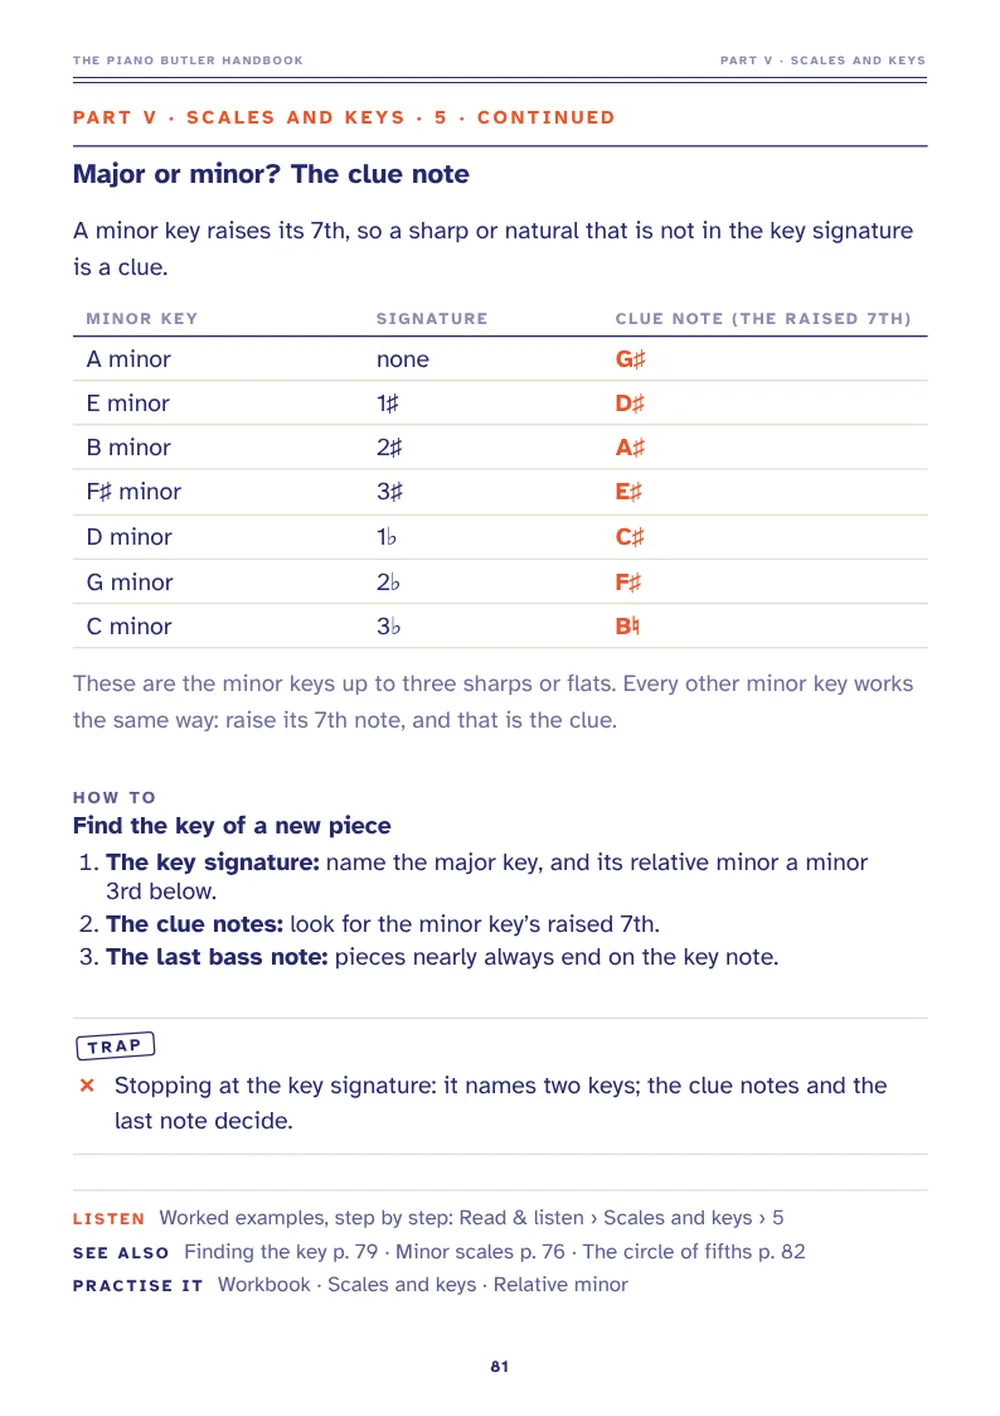 THE PIANO BUTLER HANDBOOK
PART V · SCALES AND KEYS
PART V · SCALES AND KEYS · 5 · CONTINUED
Major or minor? The clue note
A minor key raises its 7th, so a sharp or natural that is not in the key signature
is a clue.
MINOR KEY SIGNATURE CLUE NOTE (THE RAISED 7TH)
A minor none G♯
E minor 1♯ D♯
B minor 2♯ A♯
F♯ minor 3♯ E♯
D minor 1♭ C♯
G minor 2♭ F♯
C minor 3♭ B♮
These are the minor keys up to three sharps or flats. Every other minor key works
the same way: raise its 7th note, and that is the clue.
HOW TO
Find the key of a new piece
1. The key signature: name the major key, and its relative minor a minor
3rd below.
2. The clue notes: look for the minor key’s raised 7th.
3. The last bass note: pieces nearly always end on the key note.
TRAP
× Stopping at the key signature: it names two keys; the clue notes and the
last note decide.
LISTEN Worked examples, step by step: Read & listen › Scales and keys › 5
SEE ALSO Finding the key p. 79 · Minor scales p. 76 · The circle of fifths p. 82
PRACTISE IT Workbook · Scales and keys · Relative minor
81